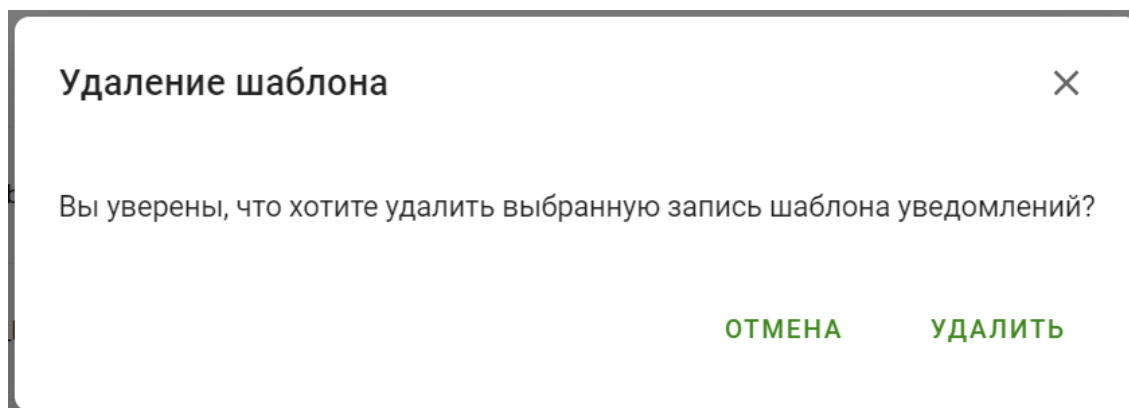 Удаление шаблона
Вы уверены, что хотите удалить выбранную запись шаблона уведомлений?
ОТМЕНА УДАЛИТЬ